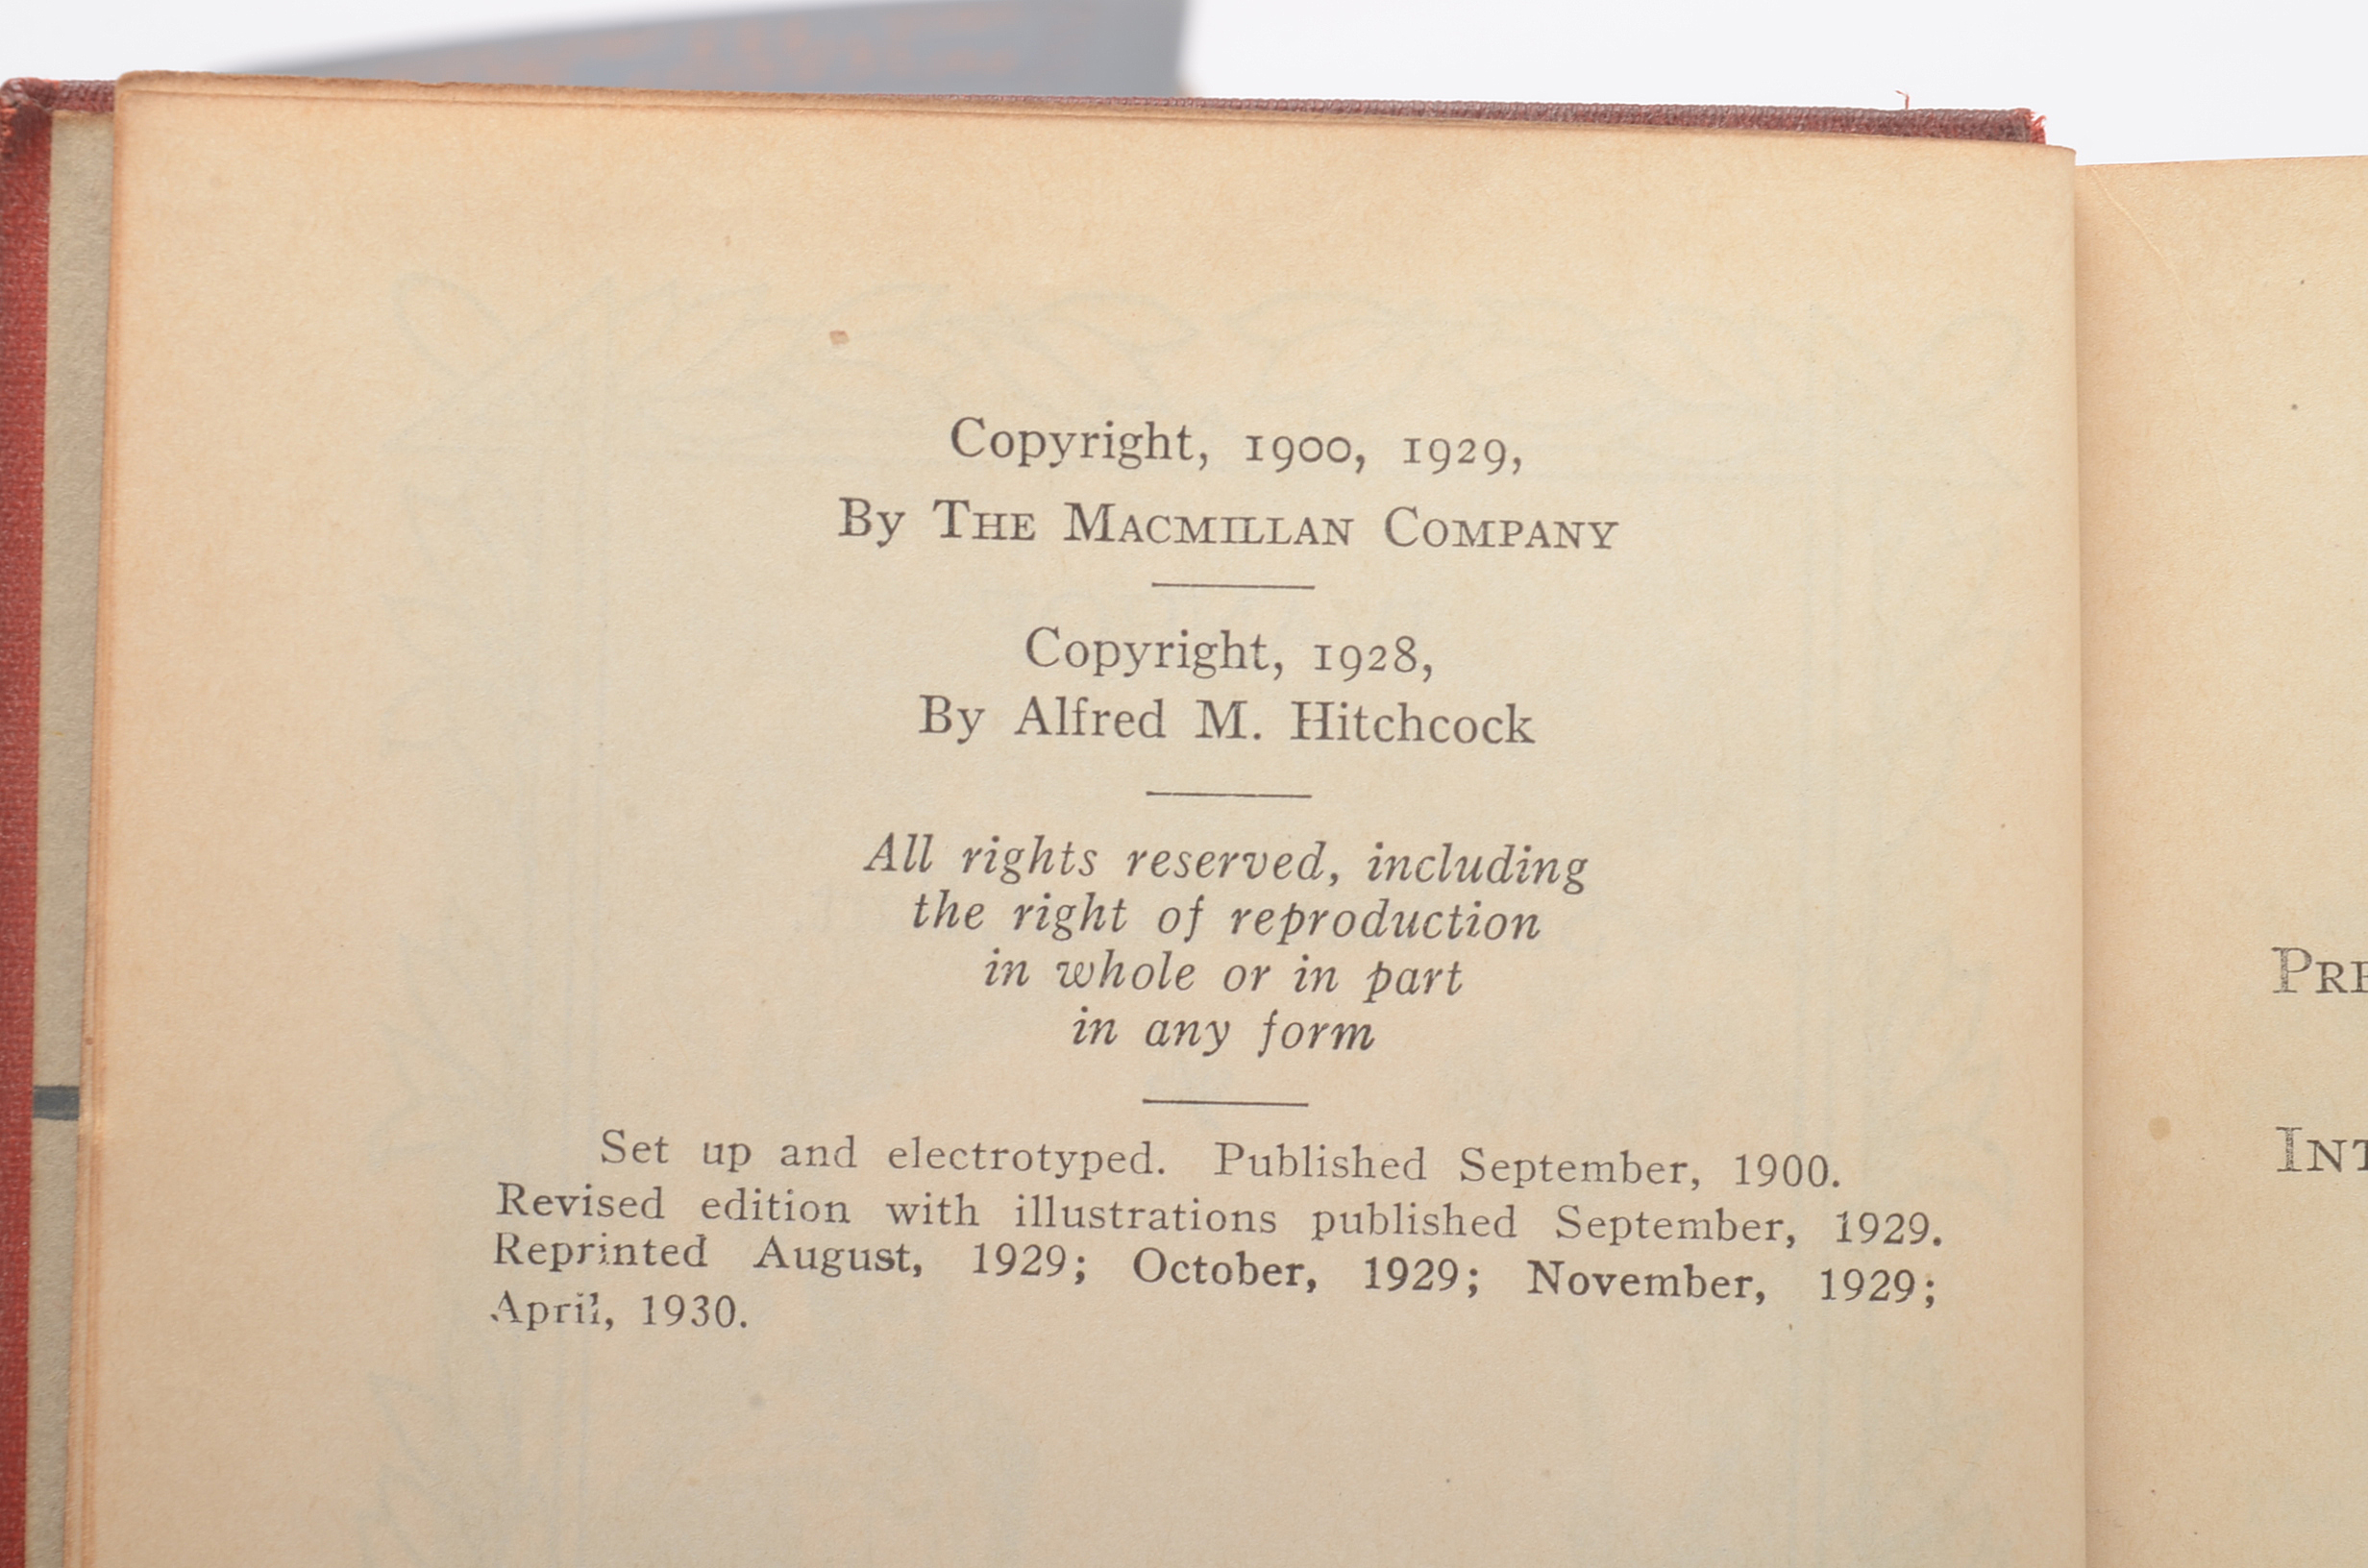 Copyright, 1900, 1929,
By The Macmillan Company
Copyright, 1928,
By Alfred M. Hitchcock
All rights reserved, including
the right of reproduction
in whole or in part
in any form
Set up and electrotyped. Published September, 1900.
Revised edition with illustrations published September, 1929.
Reprinted August, 1929; October, 1929; November, 1929;
April, 1930.